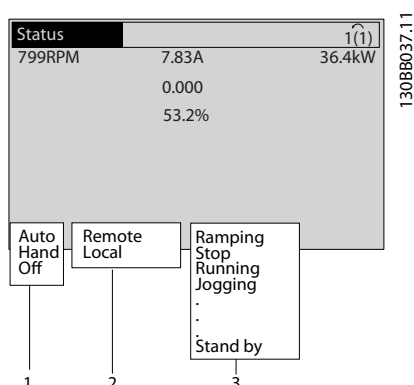 Status 1(1)
799RPM 7.83A 36.4kW
0.000
53.2%
Auto
Hand
Off
Remote
Local
Ramping
Stop
Running
Jogging
.
.
.
Stand by
1 2 3
130BB037.11